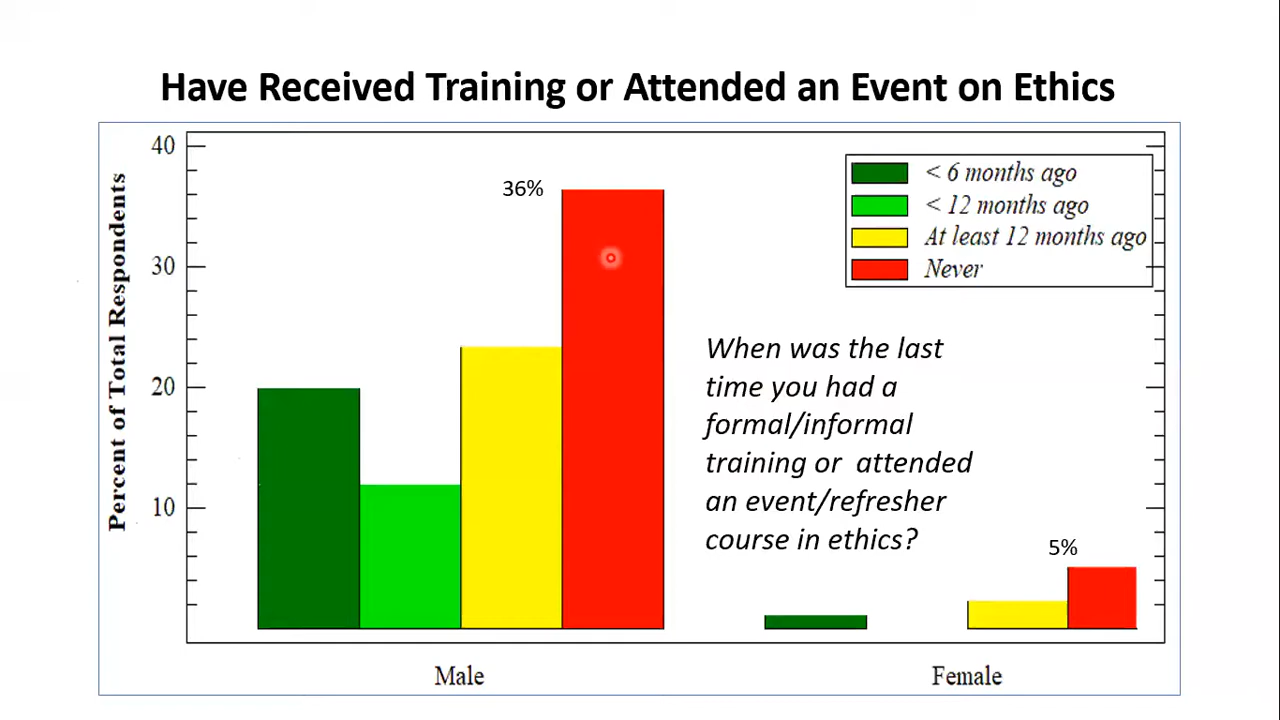 Have Received Training or Attended an Event on Ethics
Percent of Total Respondents
40
30
20
10
36%
< 6 months ago
< 12 months ago
At least 12 months ago
Never
When was the last
time you had a
formal/informal
training or  attended
an event/refresher
course in ethics?
5%
Male
Female